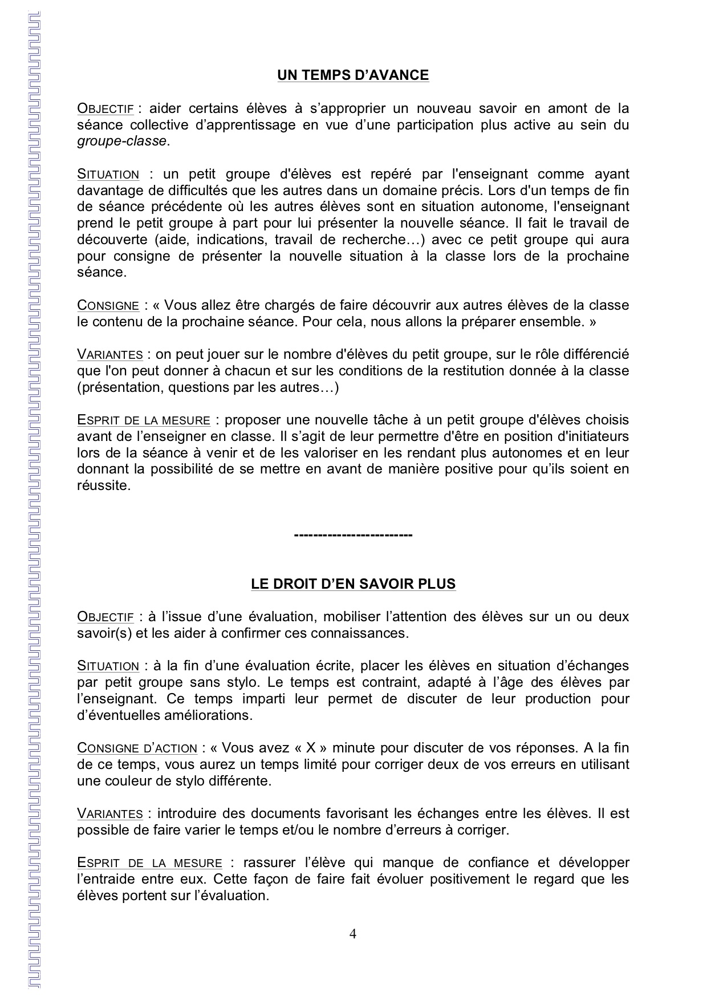 UN TEMPS D’AVANCE
OBJECTIF : aider certains élèves à s’approprier un nouveau savoir en amont de la
séance collective d’apprentissage en vue d’une participation plus active au sein du
groupe-classe.
SITUATION : un petit groupe d'élèves est repéré par l'enseignant comme ayant
davantage de difficultés que les autres dans un domaine précis. Lors d'un temps de fin
de séance précédente où les autres élèves sont en situation autonome, l'enseignant
prend le petit groupe à part pour lui présenter la nouvelle séance. Il fait le travail de
découverte (aide, indications, travail de recherche…) avec ce petit groupe qui aura
pour consigne de présenter la nouvelle situation à la classe lors de la prochaine
séance.
CONSIGNE : « Vous allez être chargés de faire découvrir aux autres élèves de la classe
le contenu de la prochaine séance. Pour cela, nous allons la préparer ensemble. »
VARIANTES : on peut jouer sur le nombre d'élèves du petit groupe, sur le rôle différencié
que l'on peut donner à chacun et sur les conditions de la restitution donnée à la classe
(présentation, questions par les autres…)
ESPRIT DE LA MESURE : proposer une nouvelle tâche à un petit groupe d'élèves choisis
avant de l’enseigner en classe. Il s’agit de leur permettre d'être en position d'initiateurs
lors de la séance à venir et de les valoriser en les rendant plus autonomes et en leur
donnant la possibilité de se mettre en avant de manière positive pour qu’ils soient en
réussite.
-------------------------
LE DROIT D’EN SAVOIR PLUS
OBJECTIF : à l’issue d’une évaluation, mobiliser l’attention des élèves sur un ou deux
savoir(s) et les aider à confirmer ces connaissances.
SITUATION : à la fin d’une évaluation écrite, placer les élèves en situation d’échanges
par petit groupe sans stylo. Le temps est contraint, adapté à l’âge des élèves par
l’enseignant. Ce temps imparti leur permet de discuter de leur production pour
d’éventuelles améliorations.
CONSIGNE D’ACTION : « Vous avez « X » minute pour discuter de vos réponses. A la fin
de ce temps, vous aurez un temps limité pour corriger deux de vos erreurs en utilisant
une couleur de stylo différente.
VARIANTES : introduire des documents favorisant les échanges entre les élèves. Il est
possible de faire varier le temps et/ou le nombre d’erreurs à corriger.
ESPRIT DE LA MESURE : rassurer l’élève qui manque de confiance et développer
l’entraide entre eux. Cette façon de faire fait évoluer positivement le regard que les
élèves portent sur l’évaluation.
4